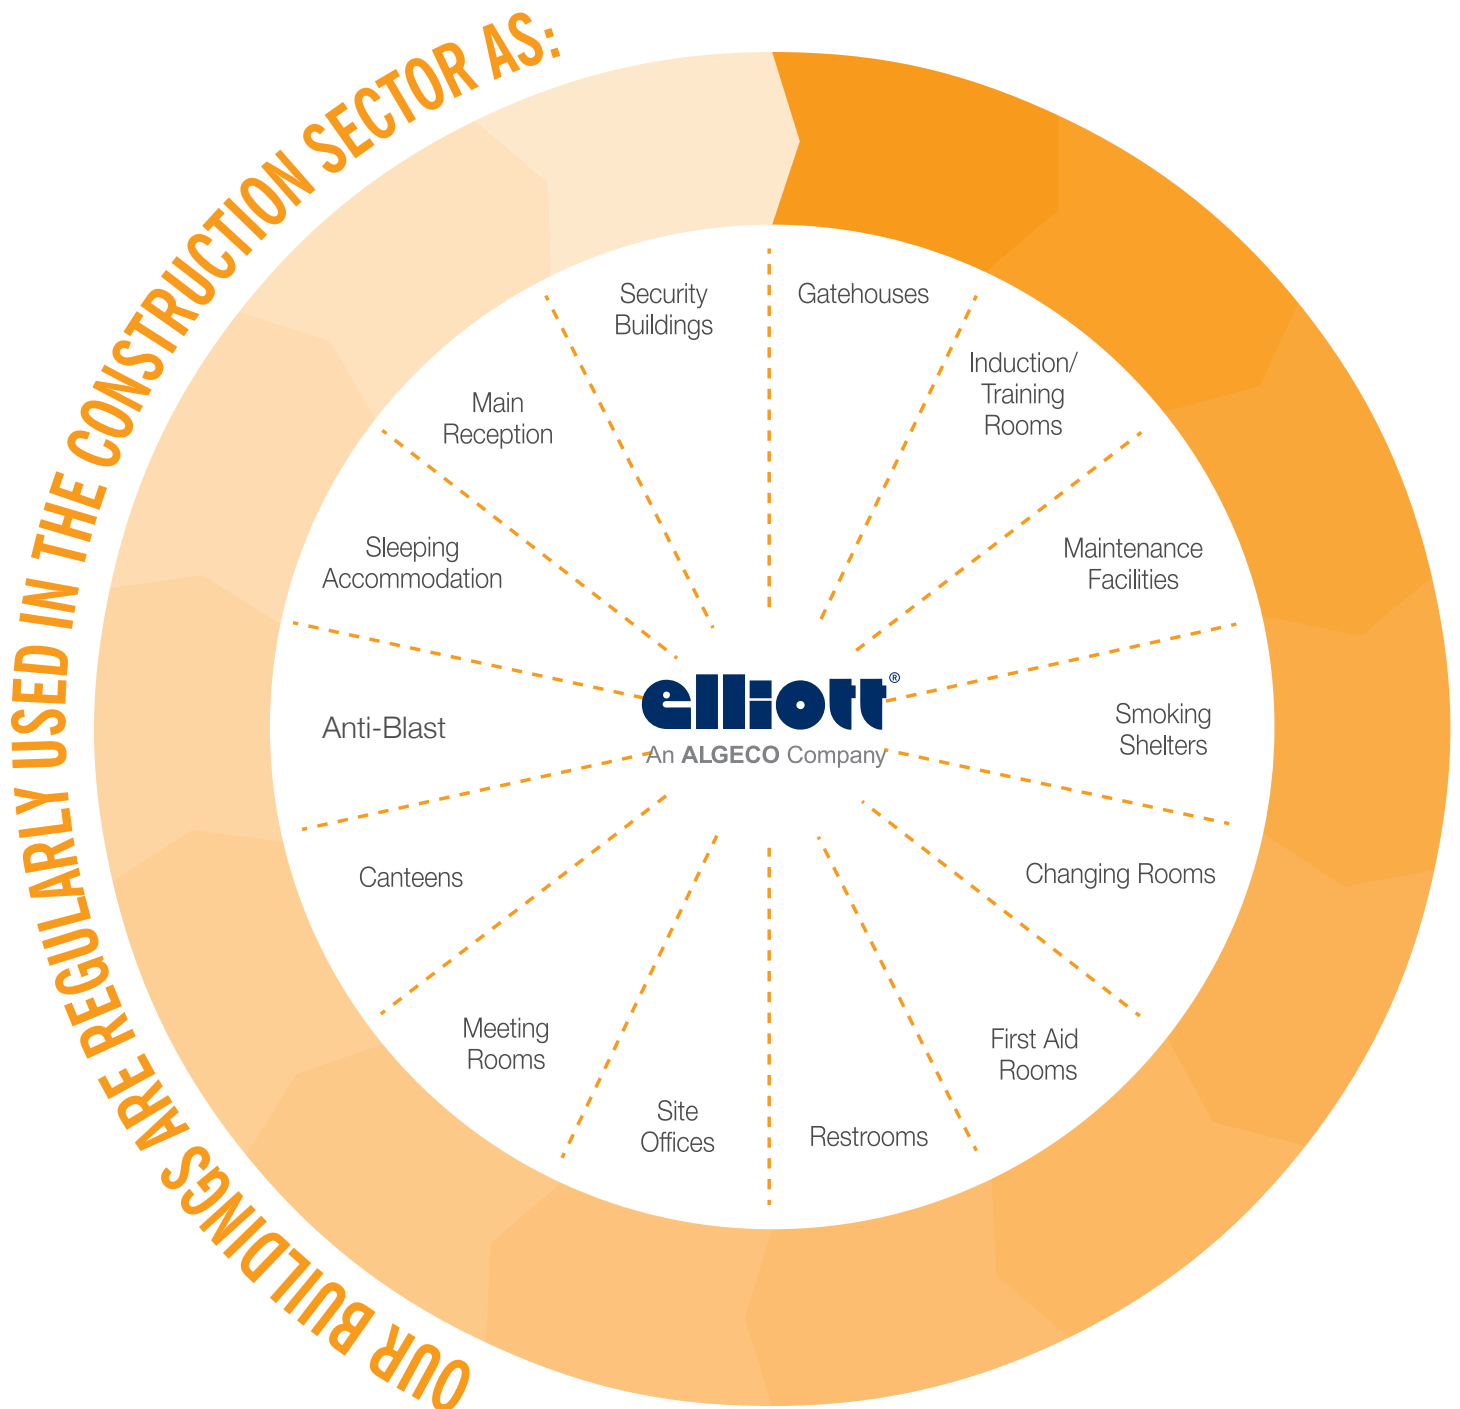 OUR BUILDINGS ARE REGULARLY USED IN THE CONSTRUCTION SECTOR AS:
Gatehouses
Induction/
Training
Rooms
Maintenance
Facilities
Smoking
Shelters
Changing Rooms
First Aid
Rooms
Restrooms
Site
Offices
Meeting
Rooms
Canteens
Anti-Blast
Sleeping
Accommodation
Main
Reception
Security
Buildings
elliott®
An ALGECO Company